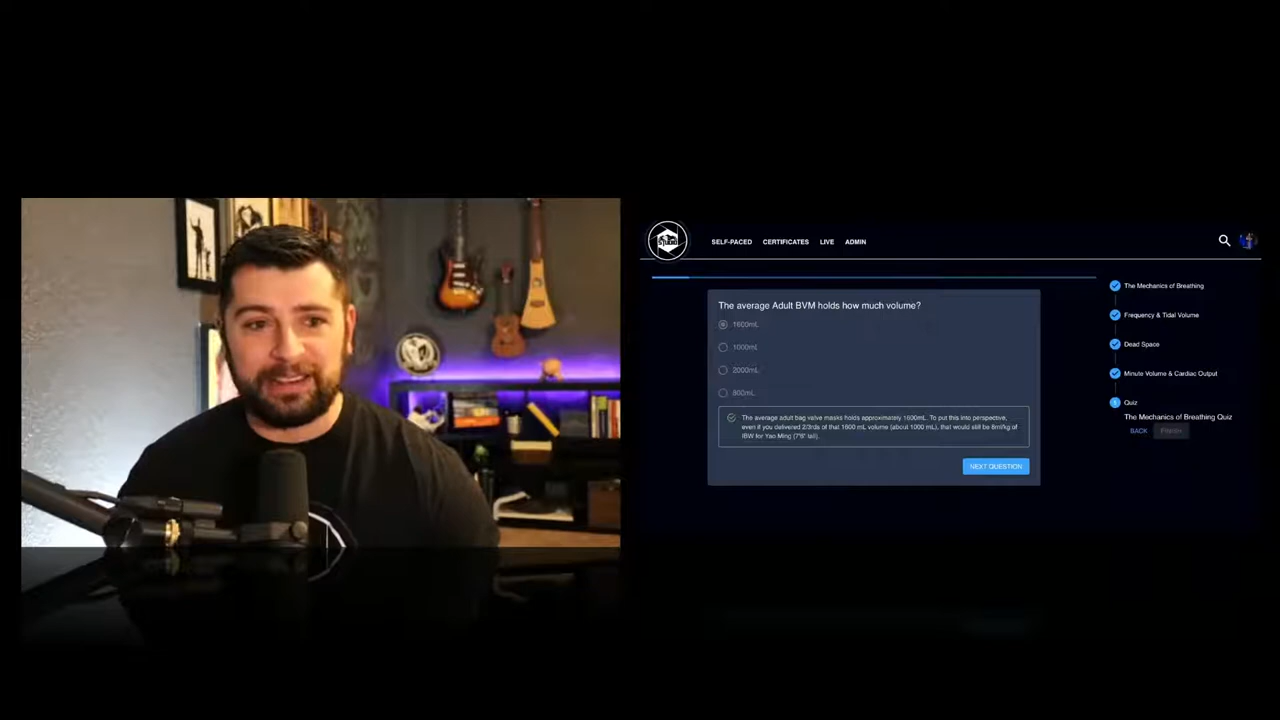 STUDIO
SELF-PACED
CERTIFICATES
LIVE
ADMIN
The average Adult BVM holds how much volume?
1600mL
1000mL
2000mL
800mL
The average adult bag valve masks holds approximately 1600mL. To put this into perspective,
even if you delivered 2/3rds of that 1600 mL volume (about 1000 mL), that would still be 8ml/kg of
IBW for Yao Ming (7'6" tall).
NEXT QUESTION
The Mechanics of Breathing
Frequency & Tidal Volume
Dead Space
Minute Volume & Cardiac Output
Quiz
The Mechanics of Breathing Quiz
BACK